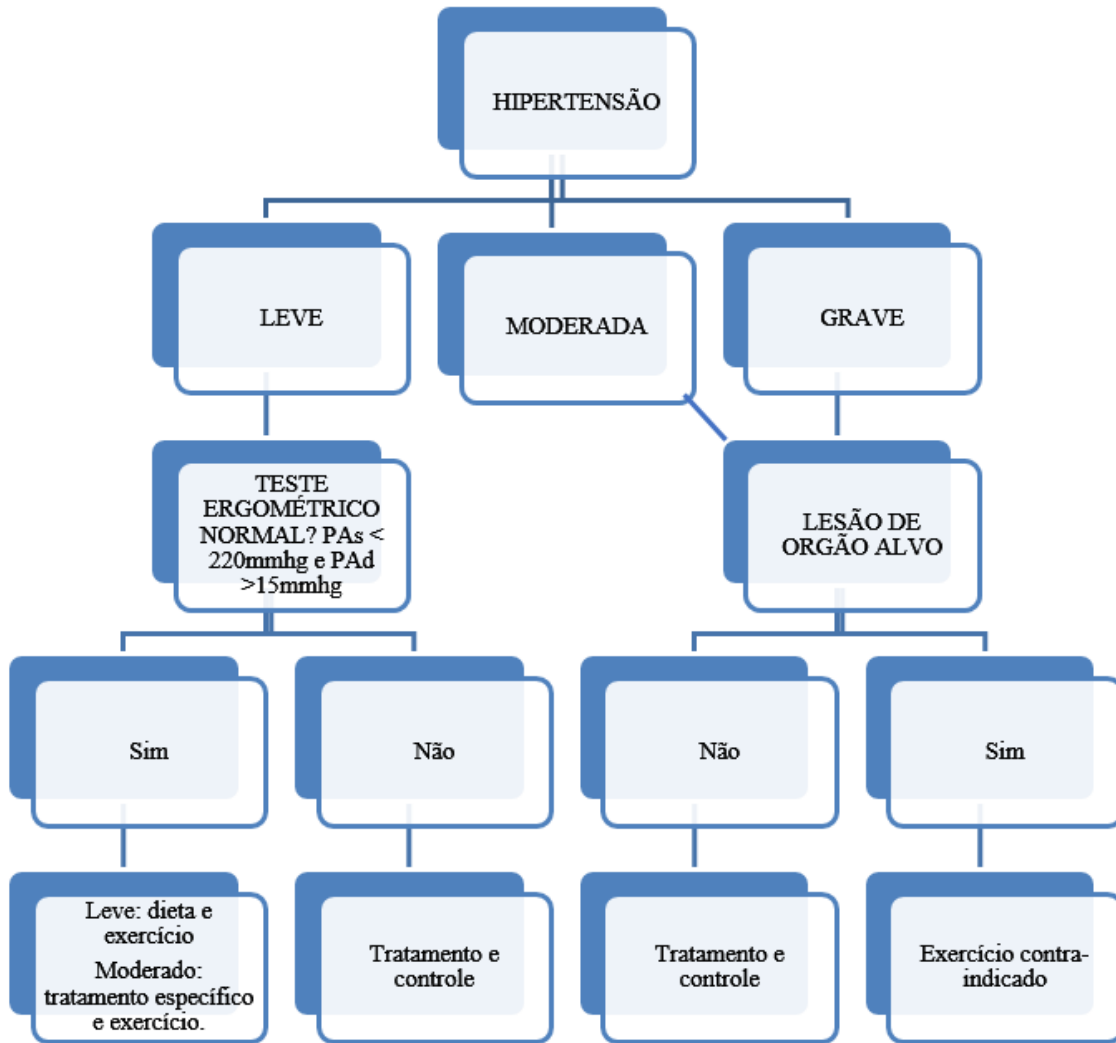 HIPERTENSÃO
LEVE
MODERADA
GRAVE
TESTE
ERGOMÉTRICO
NORMAL? PAs <
220mmhg e PAd
>15mmhg
LESÃO DE
ORGÃO ALVO
Sim
Não
Não
Sim
Leve: dieta e
exercício
Moderado:
tratamento específico
e exercício.
Tratamento e
controle
Tratamento e
controle
Exercício contra-
indicado